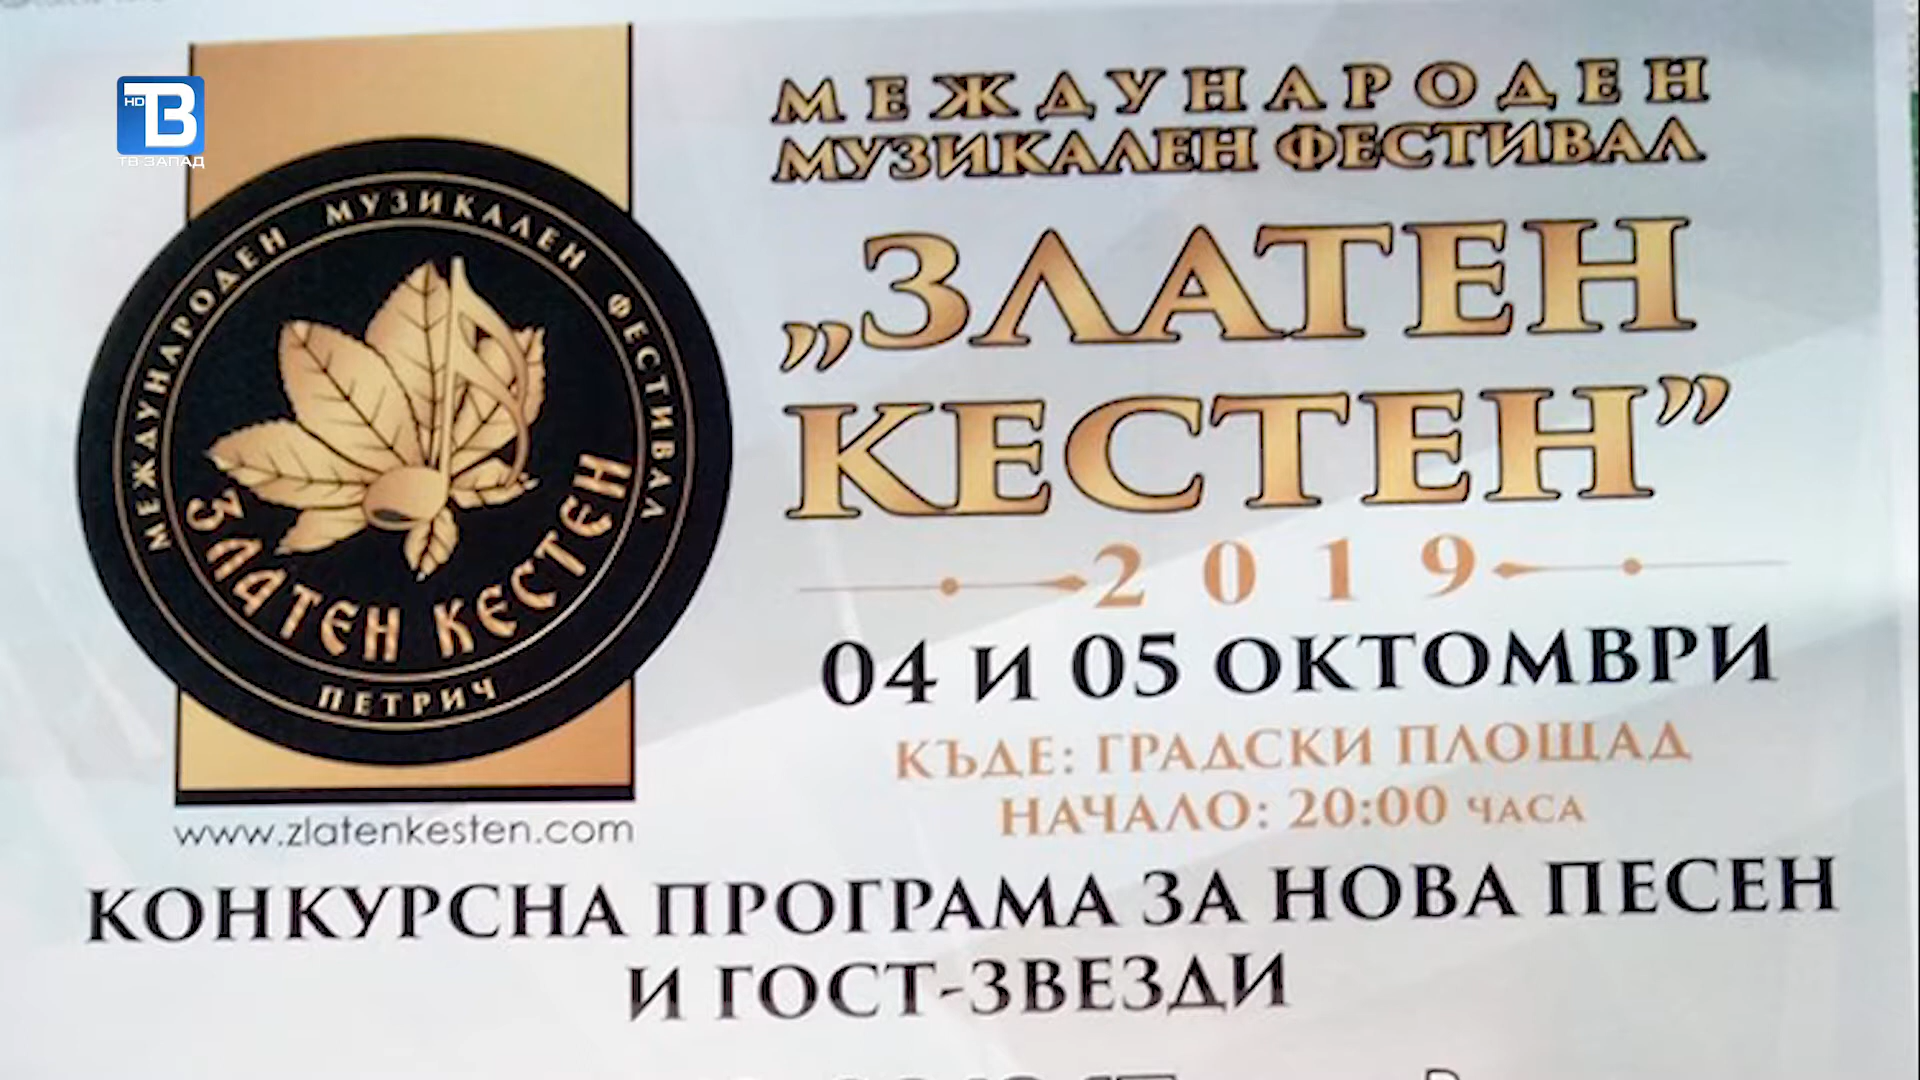 HD ТВ
ТВ-ЗАПАД
МЕЖДУНАРОДЕН МУЗИКАЛЕН ФЕСТИВАЛ
ЗЛАТЕН КЕСТЕН
ПЕТРИЧ
www.zlatenkesten.com
МЕЖДУНАРОДЕН
МУЗИКАЛЕН ФЕСТИВАЛ
„ЗЛАТЕН
КЕСТЕН”
2019
04 И 05 ОКТОМВРИ
КЪДЕ: ГРАДСКИ ПЛОЩАД
НАЧАЛО: 20:00 ЧАСА
КОНКУРСНА ПРОГРАМА ЗА НОВА ПЕСЕН
И ГОСТ-ЗВЕЗДИ